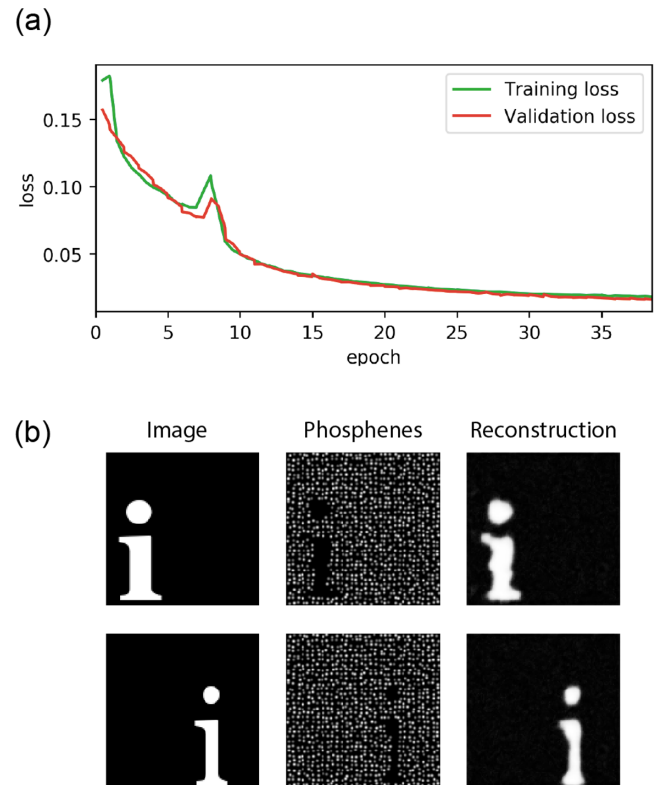 (a)
Training loss
Validation loss
0.15
0.10
0.05
loss
0 5 10 15 20 25 30 35
epoch
(b)
Image Phosphenes Reconstruction
i
i
i
i
i
i